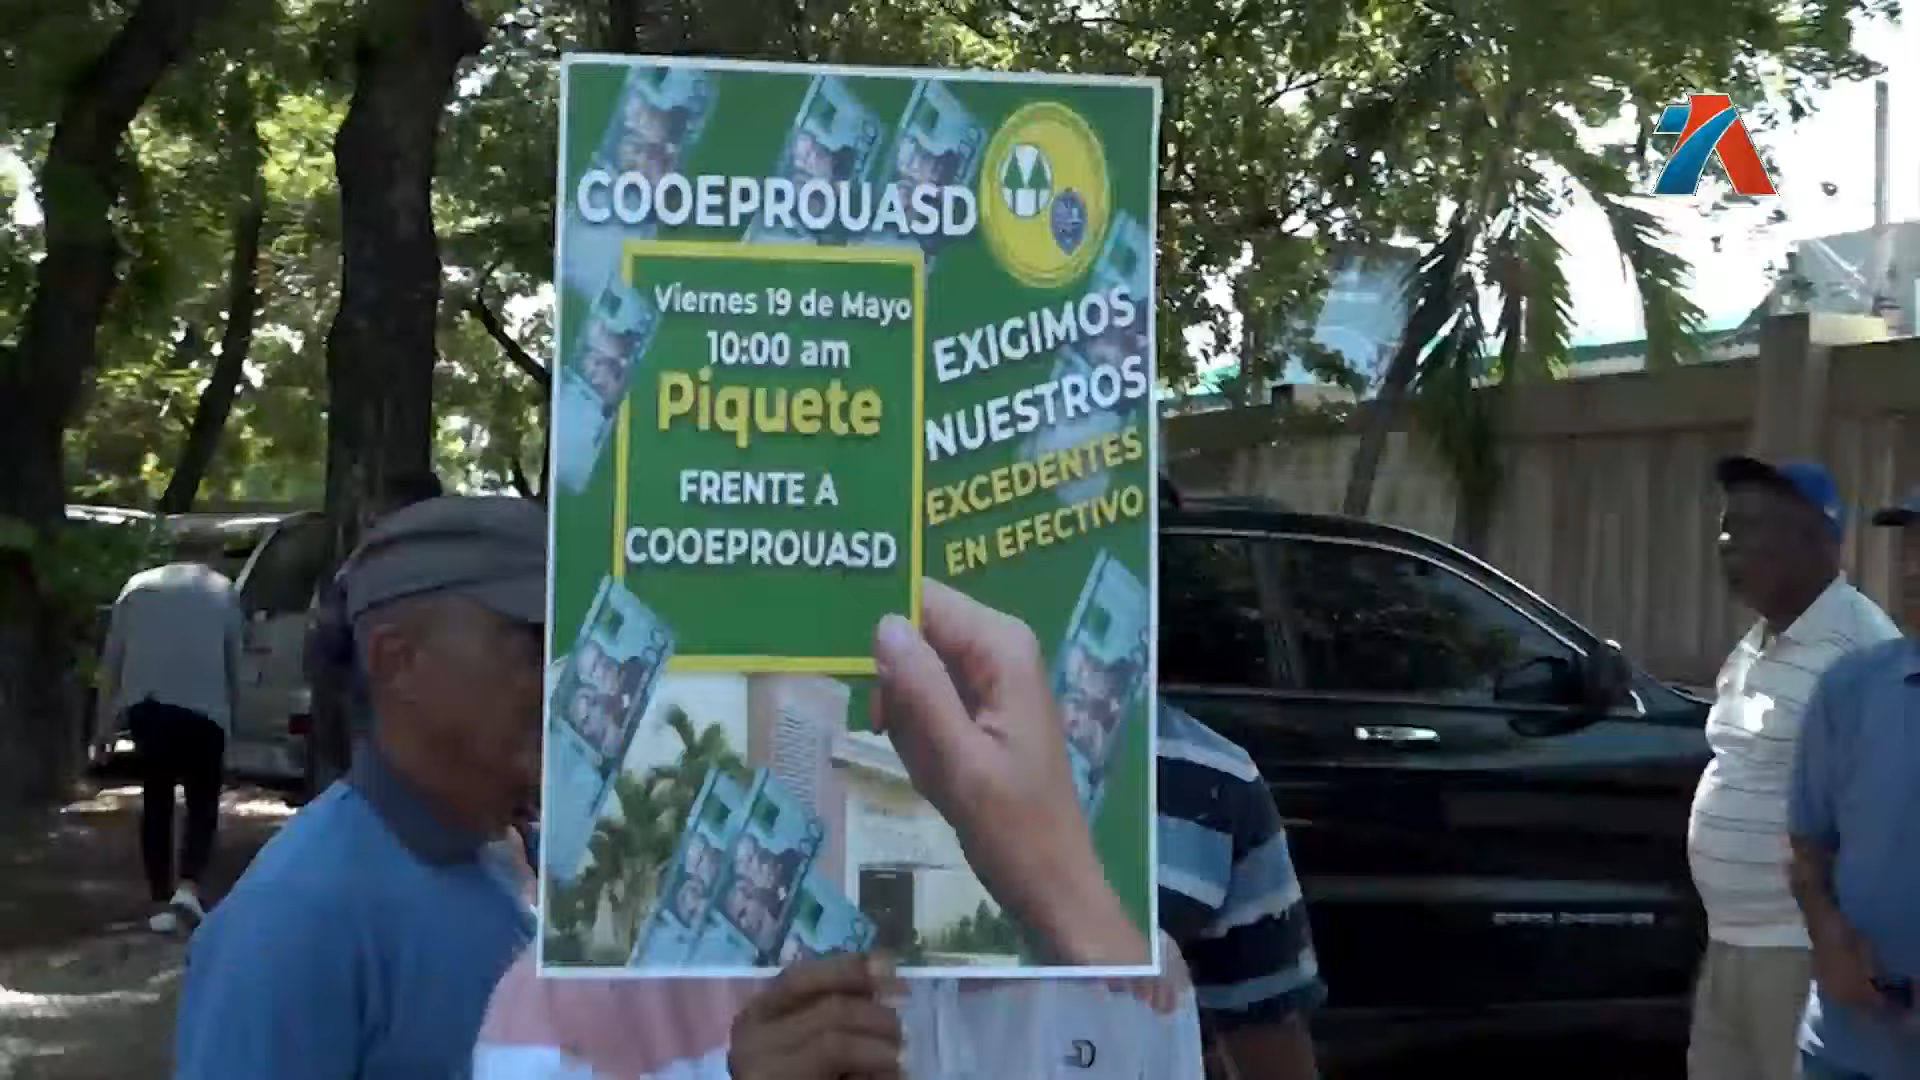 COOEPROUASD
Viernes 19 de Mayo
10:00 am
Piquete
FRENTE A
COOEPROUASD
EXIGIMOS
NUESTROS
EXCEDENTES
EN EFECTIVO